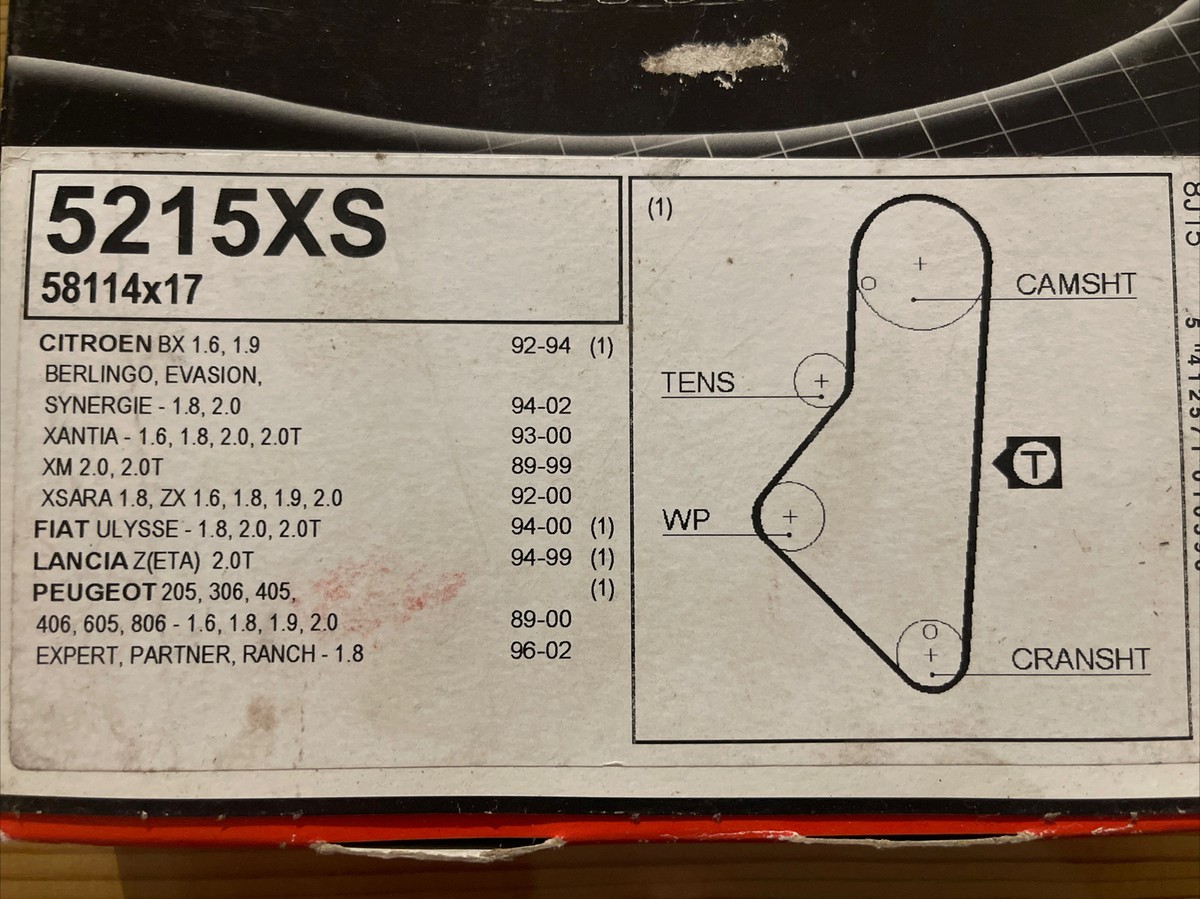 5215XS
58114x17
CITROEN BX 1.6, 1.9 92-94 (1)
BERLINGO, EVASION,
SYNERGIE - 1.8, 2.0 94-02
XANTIA - 1.6, 1.8, 2.0, 2.0T 93-00
XM 2.0, 2.0T 89-99
XSARA 1.8, ZX 1.6, 1.8, 1.9, 2.0 92-00
FIAT ULYSSE - 1.8, 2.0, 2.0T 94-00 (1)
LANCIA Z(ETA) 2.0T 94-99 (1)
PEUGEOT 205, 306, 405, (1)
406, 605, 806 - 1.6, 1.8, 1.9, 2.0 89-00
EXPERT, PARTNER, RANCH - 1.8 96-02
(1)
CAMSHT
TENS
T
WP
CRANSHT